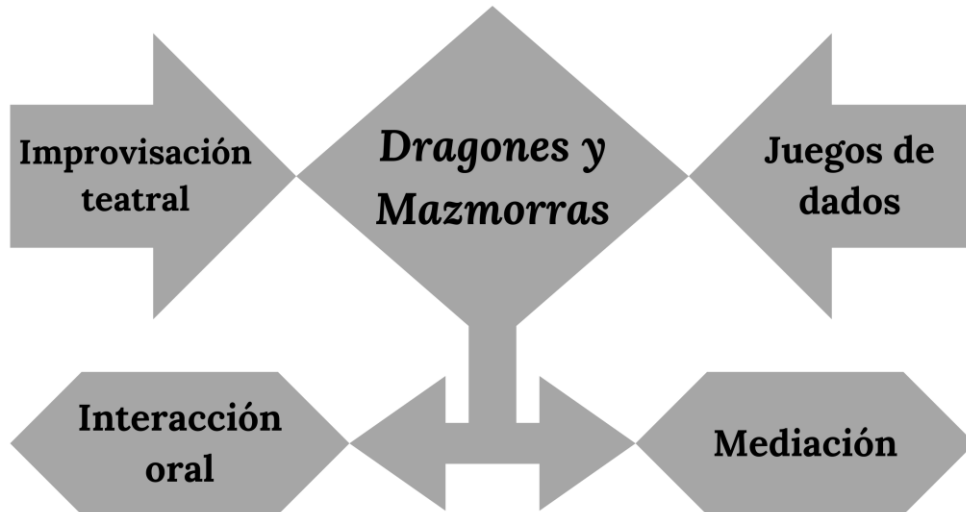 Improvisación
teatral
Dragones y
Mazmorras
Juegos de
dados
Interacción
oral
Mediación